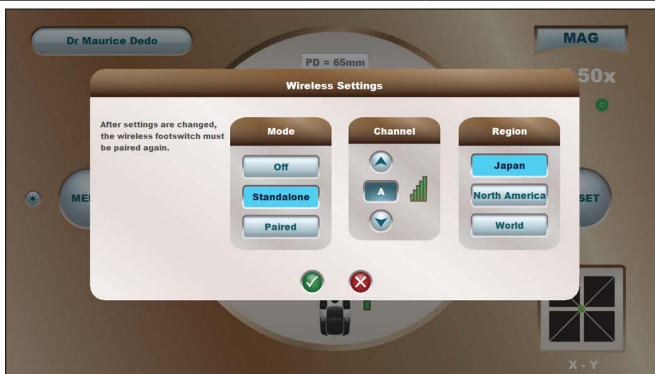 Dr Maurice Dedo
MAG
PD = 65mm
50x
Wireless Settings
After settings are changed,
the wireless footswitch must
be paired again.
Mode
Off
Standalone
Paired
Channel
A
Region
Japan
North America
World
X - Y